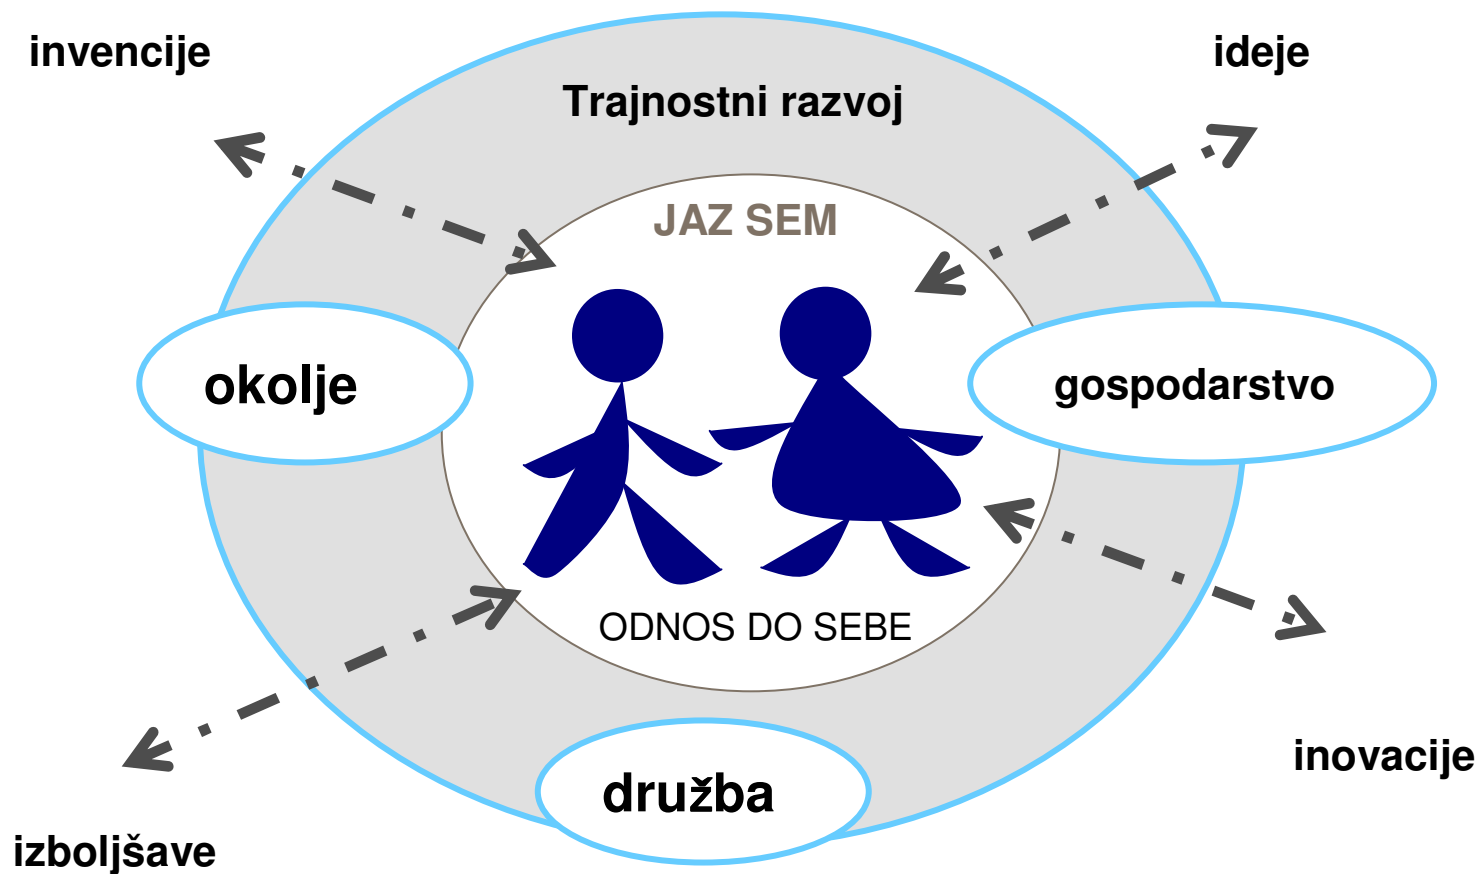 invencije
ideje
Trajnostni razvoj
JAZ SEM
okolje
gospodarstvo
ODNOS DO SEBE
inovacije
družba
izboljšave